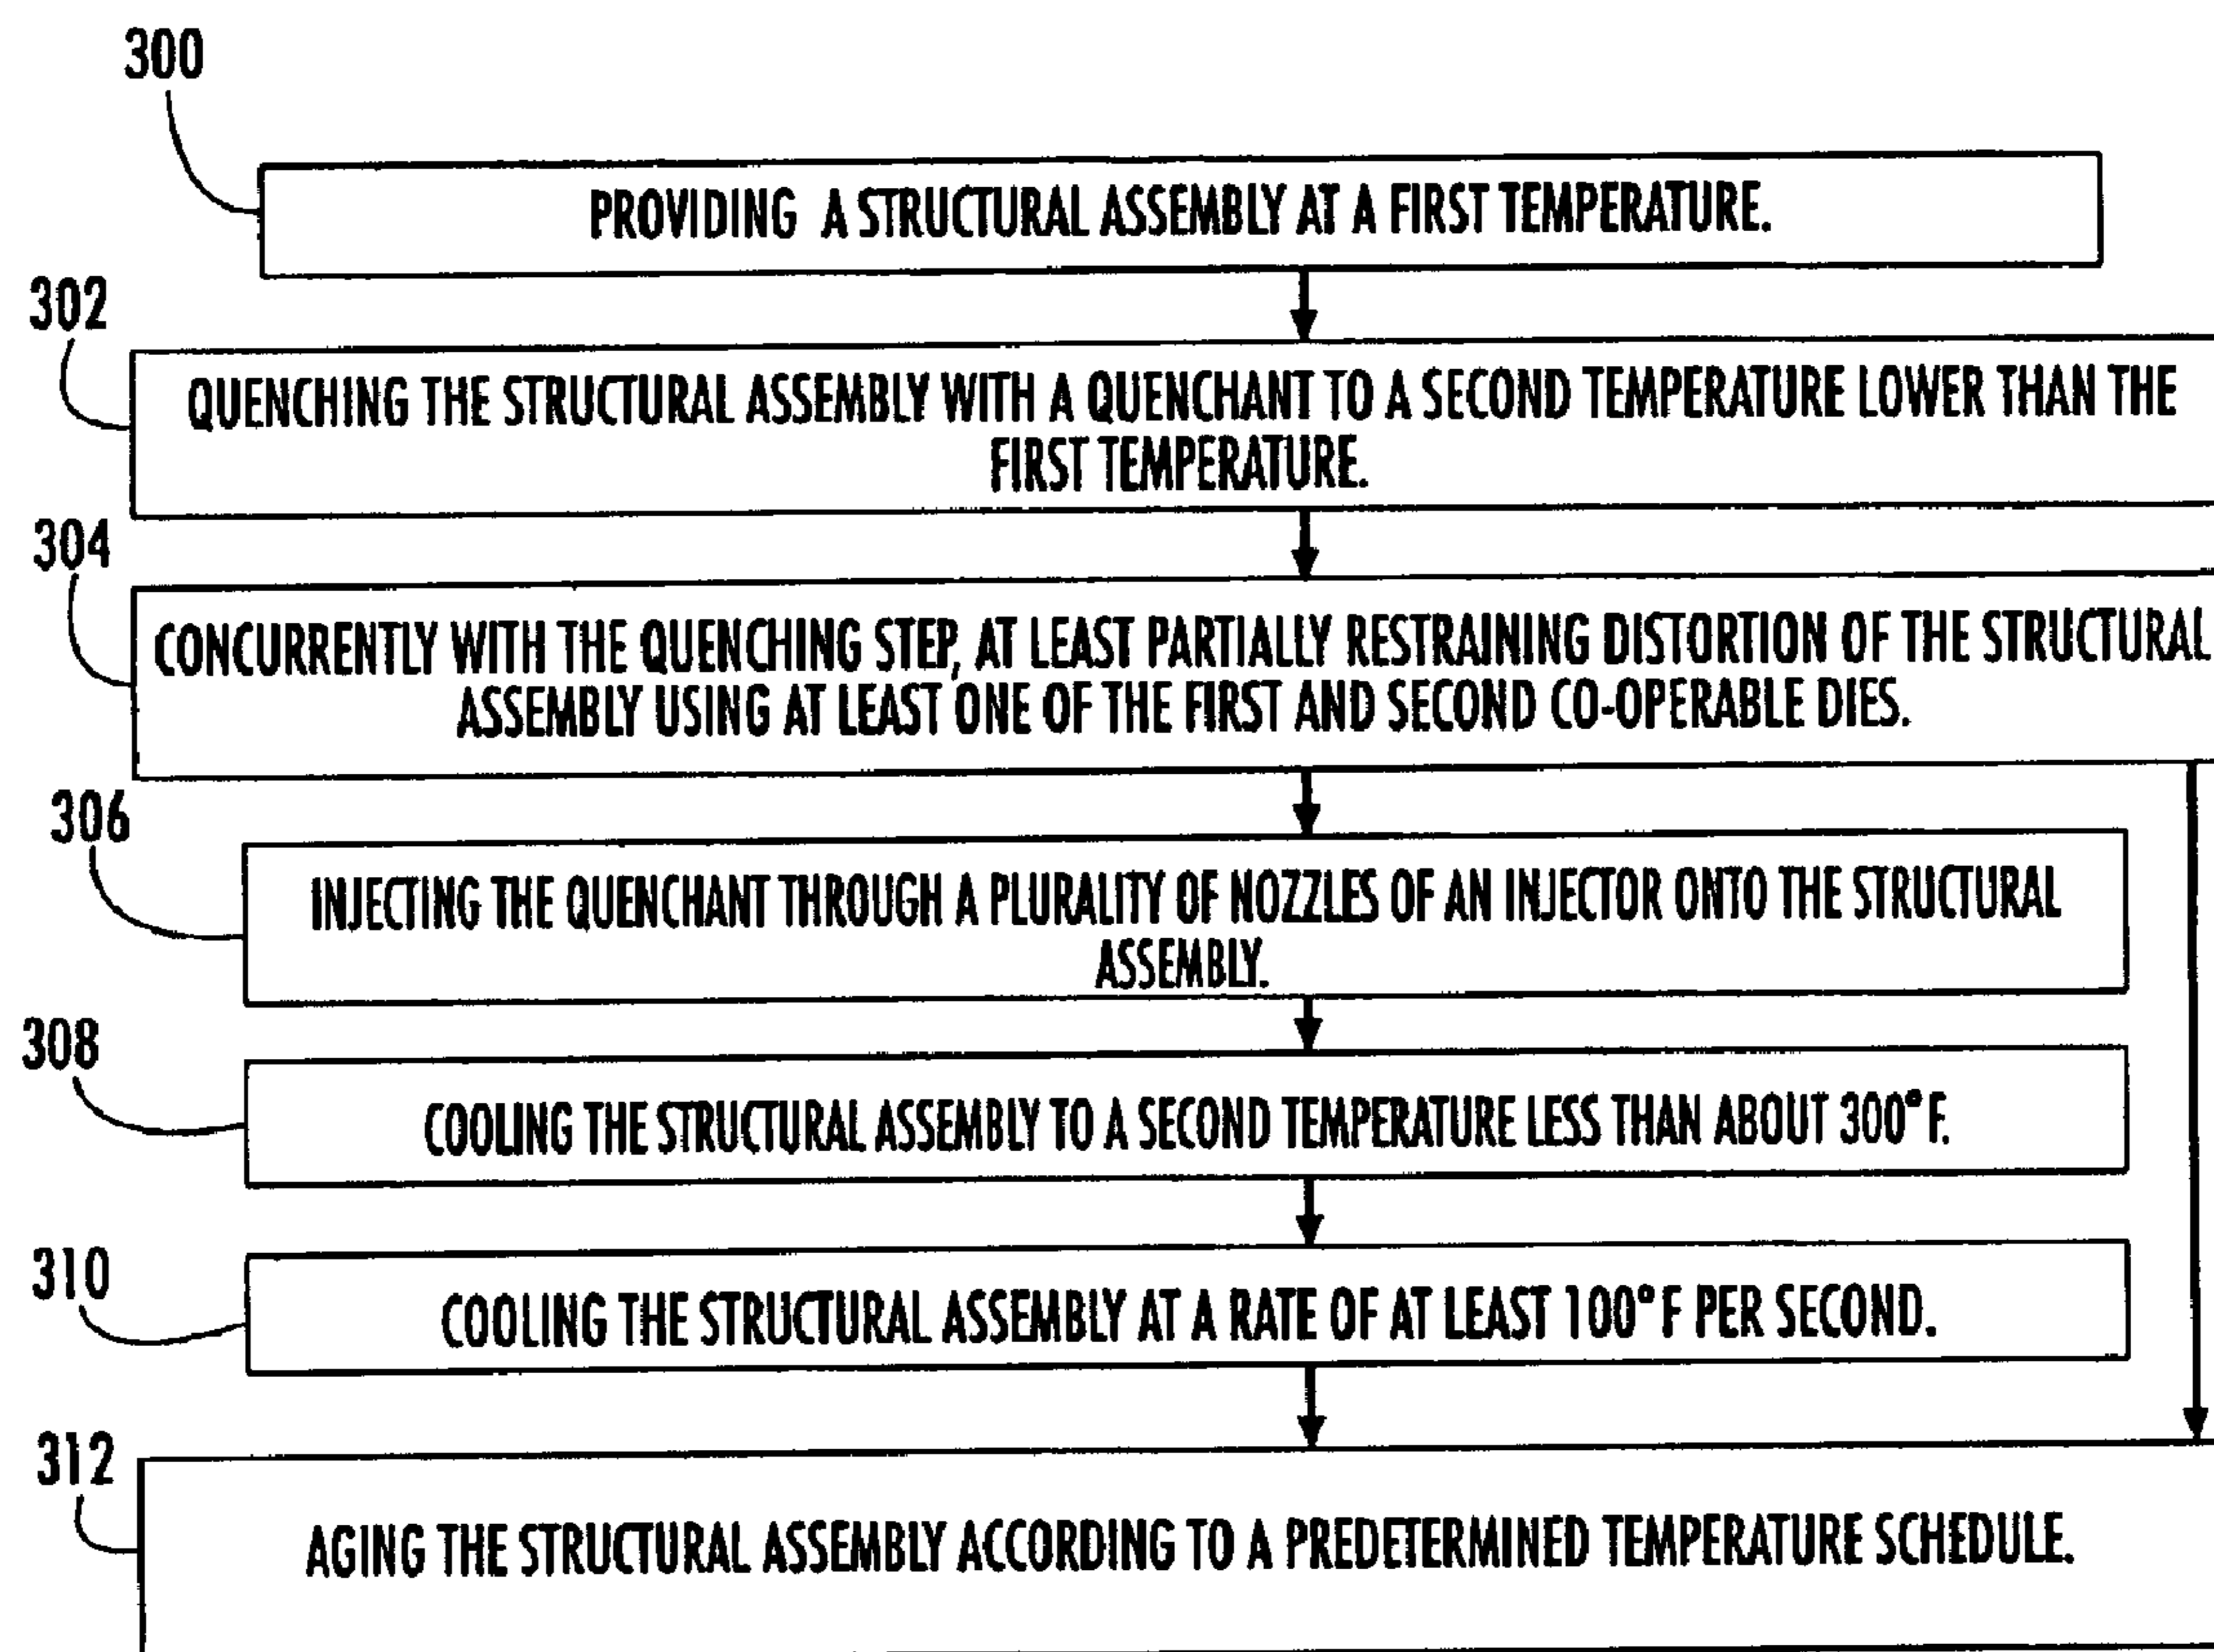 300
PROVIDING A STRUCTURAL ASSEMBLY AT A FIRST TEMPERATURE.
302
QUENCHING THE STRUCTURAL ASSEMBLY WITH A QUENCHANT TO A SECOND TEMPERATURE LOWER THAN THE
FIRST TEMPERATURE.
304
CONCURRENTLY WITH THE QUENCHING STEP, AT LEAST PARTIALLY RESTRAINING DISTORTION OF THE STRUCTURAL
ASSEMBLY USING AT LEAST ONE OF THE FIRST AND SECOND CO-OPERABLE DIES.
306
INJECTING THE QUENCHANT THROUGH A PLURALITY OF NOZZLES OF AN INJECTOR ONTO THE STRUCTURAL
ASSEMBLY.
308
COOLING THE STRUCTURAL ASSEMBLY TO A SECOND TEMPERATURE LESS THAN ABOUT 300°F.
310
COOLING THE STRUCTURAL ASSEMBLY AT A RATE OF AT LEAST 100°F PER SECOND.
312
AGING THE STRUCTURAL ASSEMBLY ACCORDING TO A PREDETERMINED TEMPERATURE SCHEDULE.